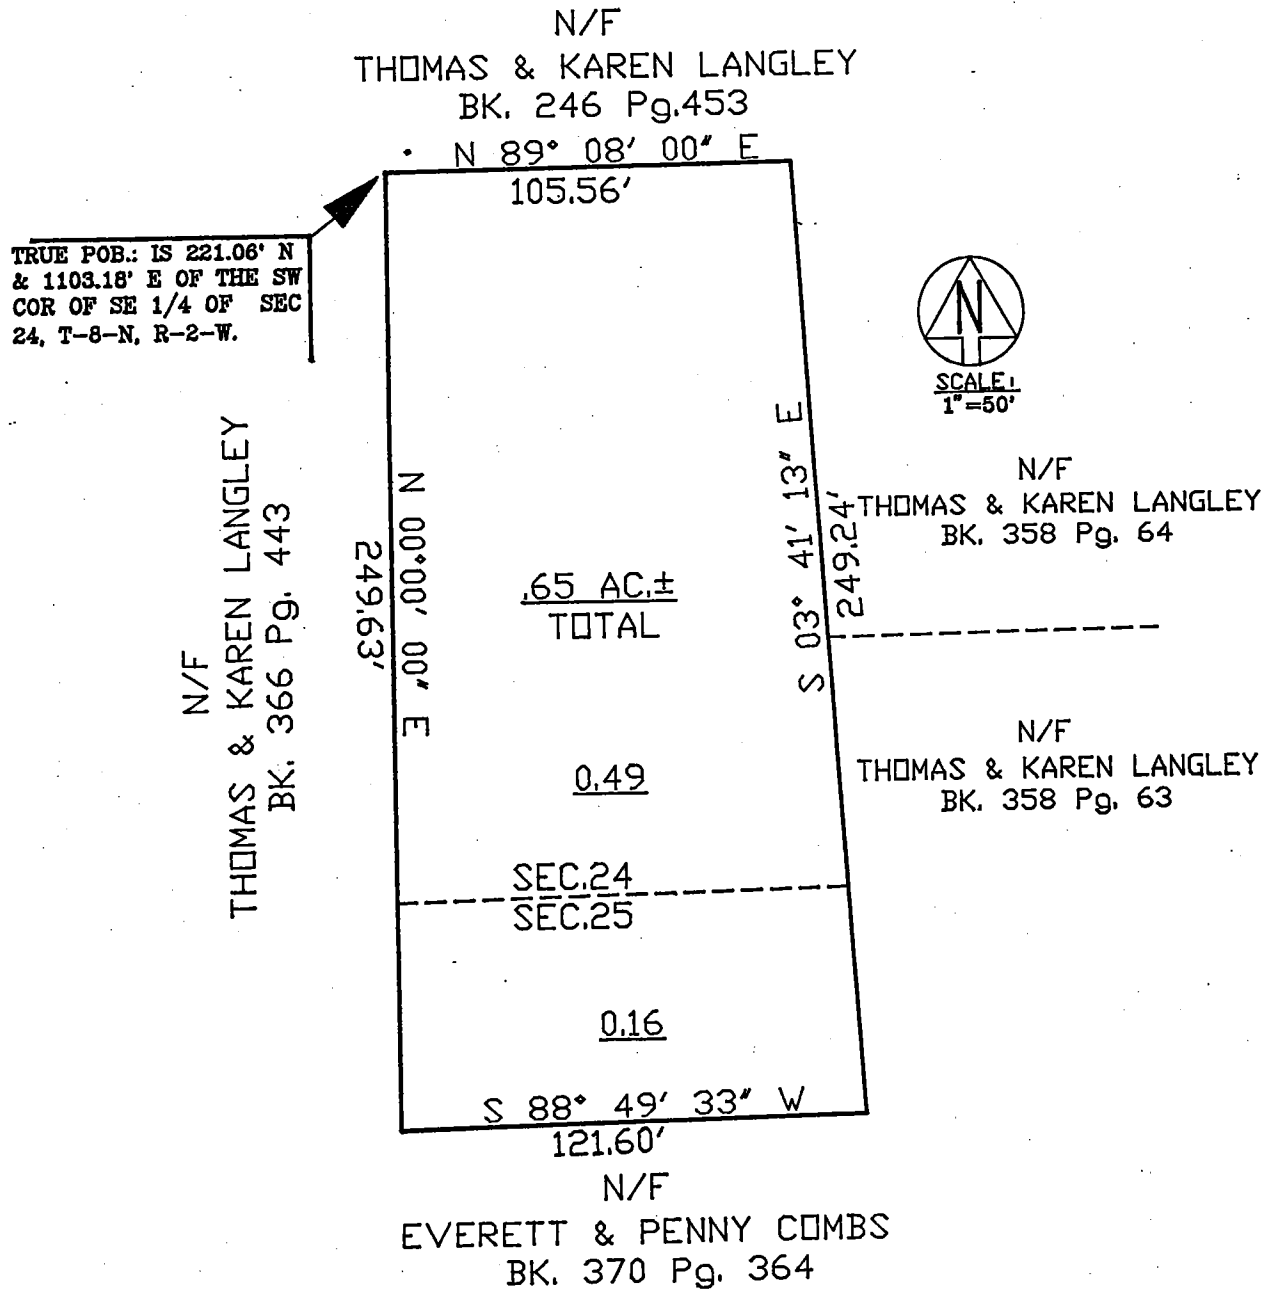 N/F
THOMAS & KAREN LANGLEY
BK. 246 Pg.453
N 89° 08' 00" E
105.56'
TRUE POB.: IS 221.06' N
& 1103.18' E OF THE SW
COR OF SE 1/4 OF SEC
24, T-8-N, R-2-W.
N
SCALE:
1"=50'
N/F
THOMAS & KAREN LANGLEY
BK. 366 Pg. 443
249.63'
N 00°00' 00" E
.65 AC.±
TOTAL
S 03° 41' 13" E
249.24'
N/F
THOMAS & KAREN LANGLEY
BK. 358 Pg. 64
N/F
THOMAS & KAREN LANGLEY
BK. 358 Pg. 63
0.49
SEC.24
SEC.25
0.16
S 88° 49' 33" W
121.60'
N/F
EVERETT & PENNY COMBS
BK. 370 Pg. 364